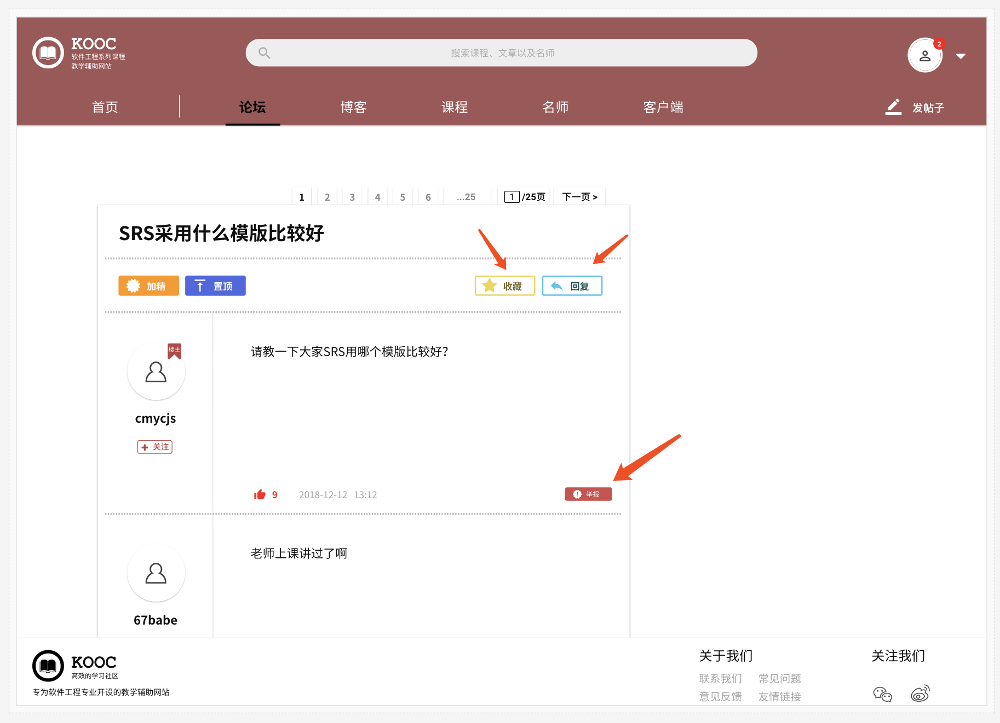 KOOC
软件工程系列课程
教学辅助网站
搜索课程、文章以及名师
2
首页
论坛
博客
课程
名师
客户端
发帖子
1 2 3 4 5 6 ...25 1 /25页 下一页 >
SRS采用什么模版比较好
加精 置顶 收藏 回复
楼主
请教一下大家SRS用哪个模版比较好?
cmycjs
关注
9 2018-12-12 13:12 举报
老师上课讲过了啊
67babe
KOOC
高效的学习社区
专为软件工程专业开设的教学辅助网站
关于我们
联系我们 常见问题
意见反馈 友情链接
关注我们